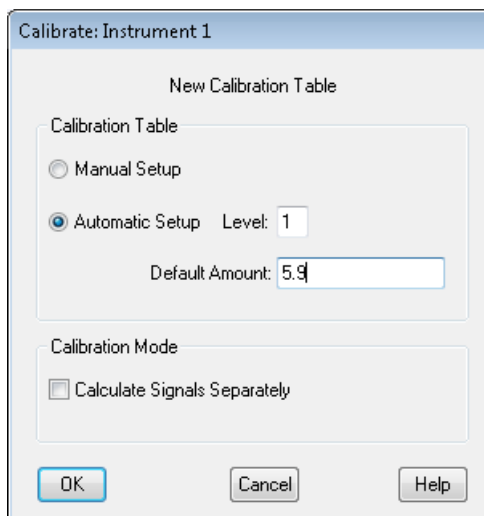 Calibrate: Instrument 1
New Calibration Table
Calibration Table
Manual Setup
Automatic Setup Level: 1
Default Amount: 5.9
Calibration Mode
Calculate Signals Separately
OK Cancel Help